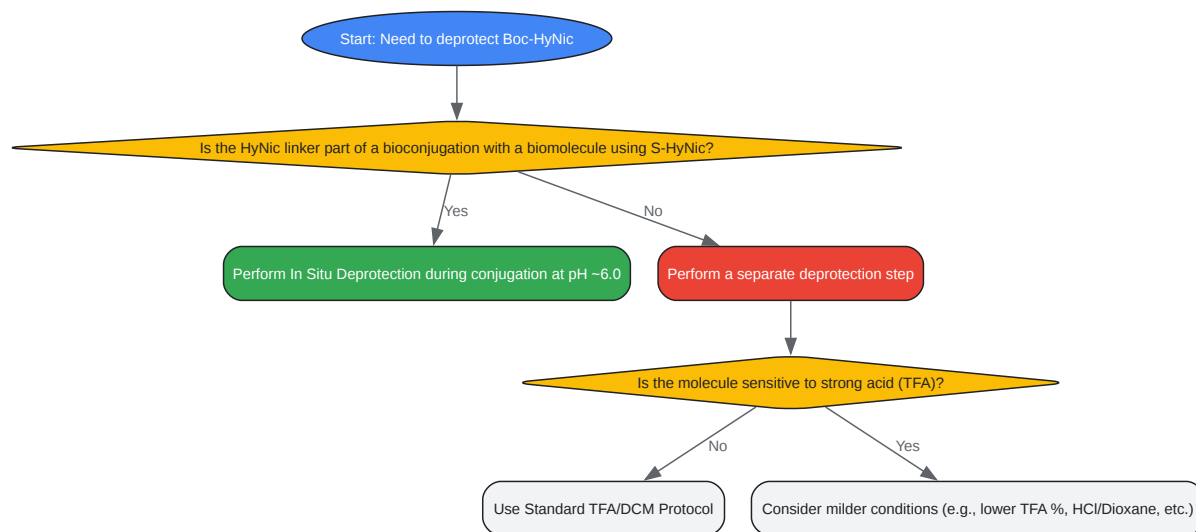 Start: Need to deprotect Boc-HyNic
Is the HyNic linker part of a bioconjugation with a biomolecule using S-HyNic?
Yes
No
Perform In Situ Deprotection during conjugation at pH ~6.0
Perform a separate deprotection step
Is the molecule sensitive to strong acid (TFA)?
No
Yes
Use Standard TFA/DCM Protocol
Consider milder conditions (e.g., lower TFA %, HCl/Dioxane, etc.)